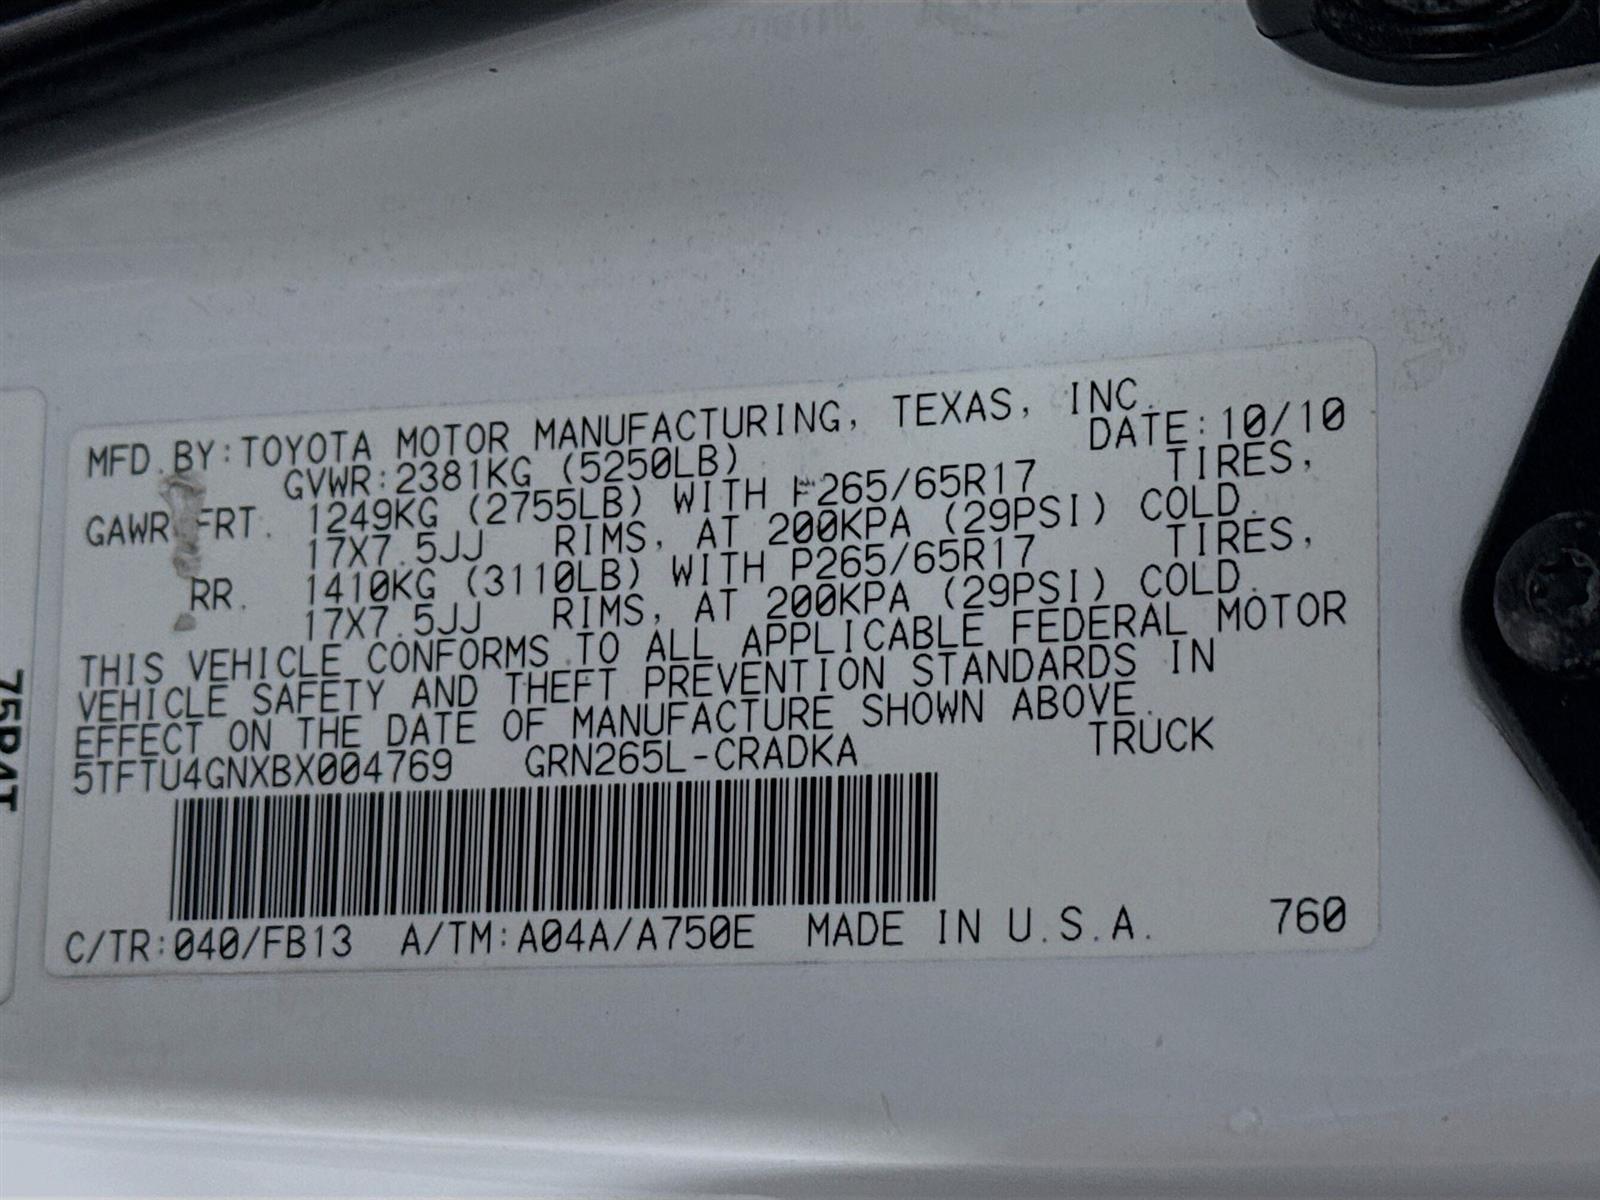 MFD.BY:TOYOTA MOTOR MANUFACTURING, TEXAS, INC.
GVWR:2381KG (5250LB) DATE:10/10
GAWR FRT. 1249KG (2755LB) WITH P265/65R17 TIRES,
17X7.5JJ RIMS, AT 200KPA (29PSI) COLD.
RR. 1410KG (3110LB) WITH P265/65R17 TIRES,
17X7.5JJ RIMS, AT 200KPA (29PSI) COLD.
THIS VEHICLE CONFORMS TO ALL APPLICABLE FEDERAL MOTOR
VEHICLE SAFETY AND THEFT PREVENTION STANDARDS IN
EFFECT ON THE DATE OF MANUFACTURE SHOWN ABOVE.
5TFTU4GNXBX004769 GRN265L-CRADKA TRUCK
C/TR:040/FB13 A/TM:A04A/A750E MADE IN U.S.A. 760